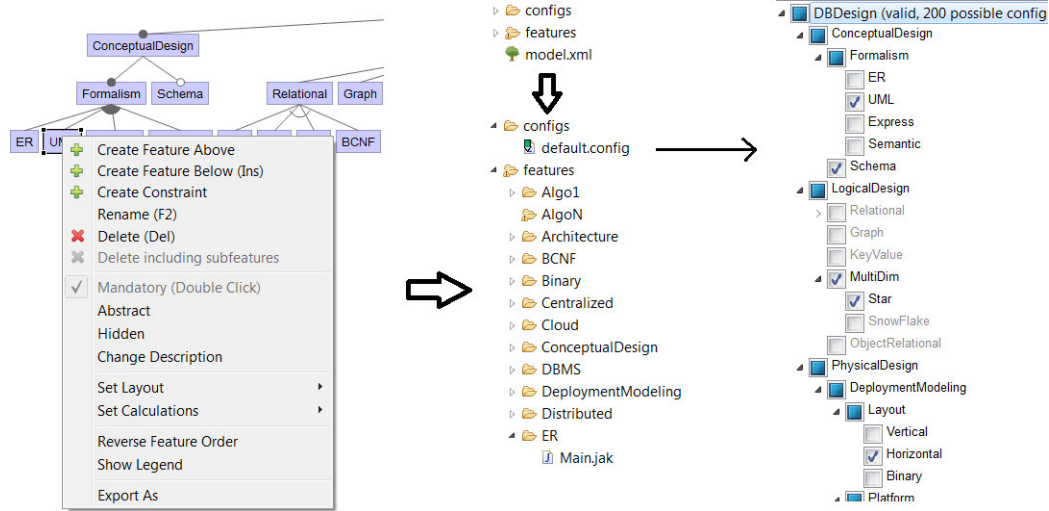 ConceptualDesign
Formalism
Schema
Relational
Graph
ER
BCNF
Create Feature Above
Create Feature Below (Ins)
Create Constraint
Rename (F2)
Delete (Del)
Delete including subfeatures
Mandatory (Double Click)
Abstract
Hidden
Change Description
Set Layout
Set Calculations
Reverse Feature Order
Show Legend
Export As
configs
features
model.xml
configs
default.config
features
Algo1
AlgoN
Architecture
BCNF
Binary
Centralized
Cloud
ConceptualDesign
DBMS
DeploymentModeling
Distributed
ER
Main.jak
DBDesign (valid, 200 possible config
ConceptualDesign
Formalism
ER
UML
Express
Semantic
Schema
LogicalDesign
Relational
Graph
KeyValue
MultiDim
Star
SnowFlake
ObjectRelational
PhysicalDesign
DeploymentModeling
Layout
Vertical
Horizontal
Binary
Platform